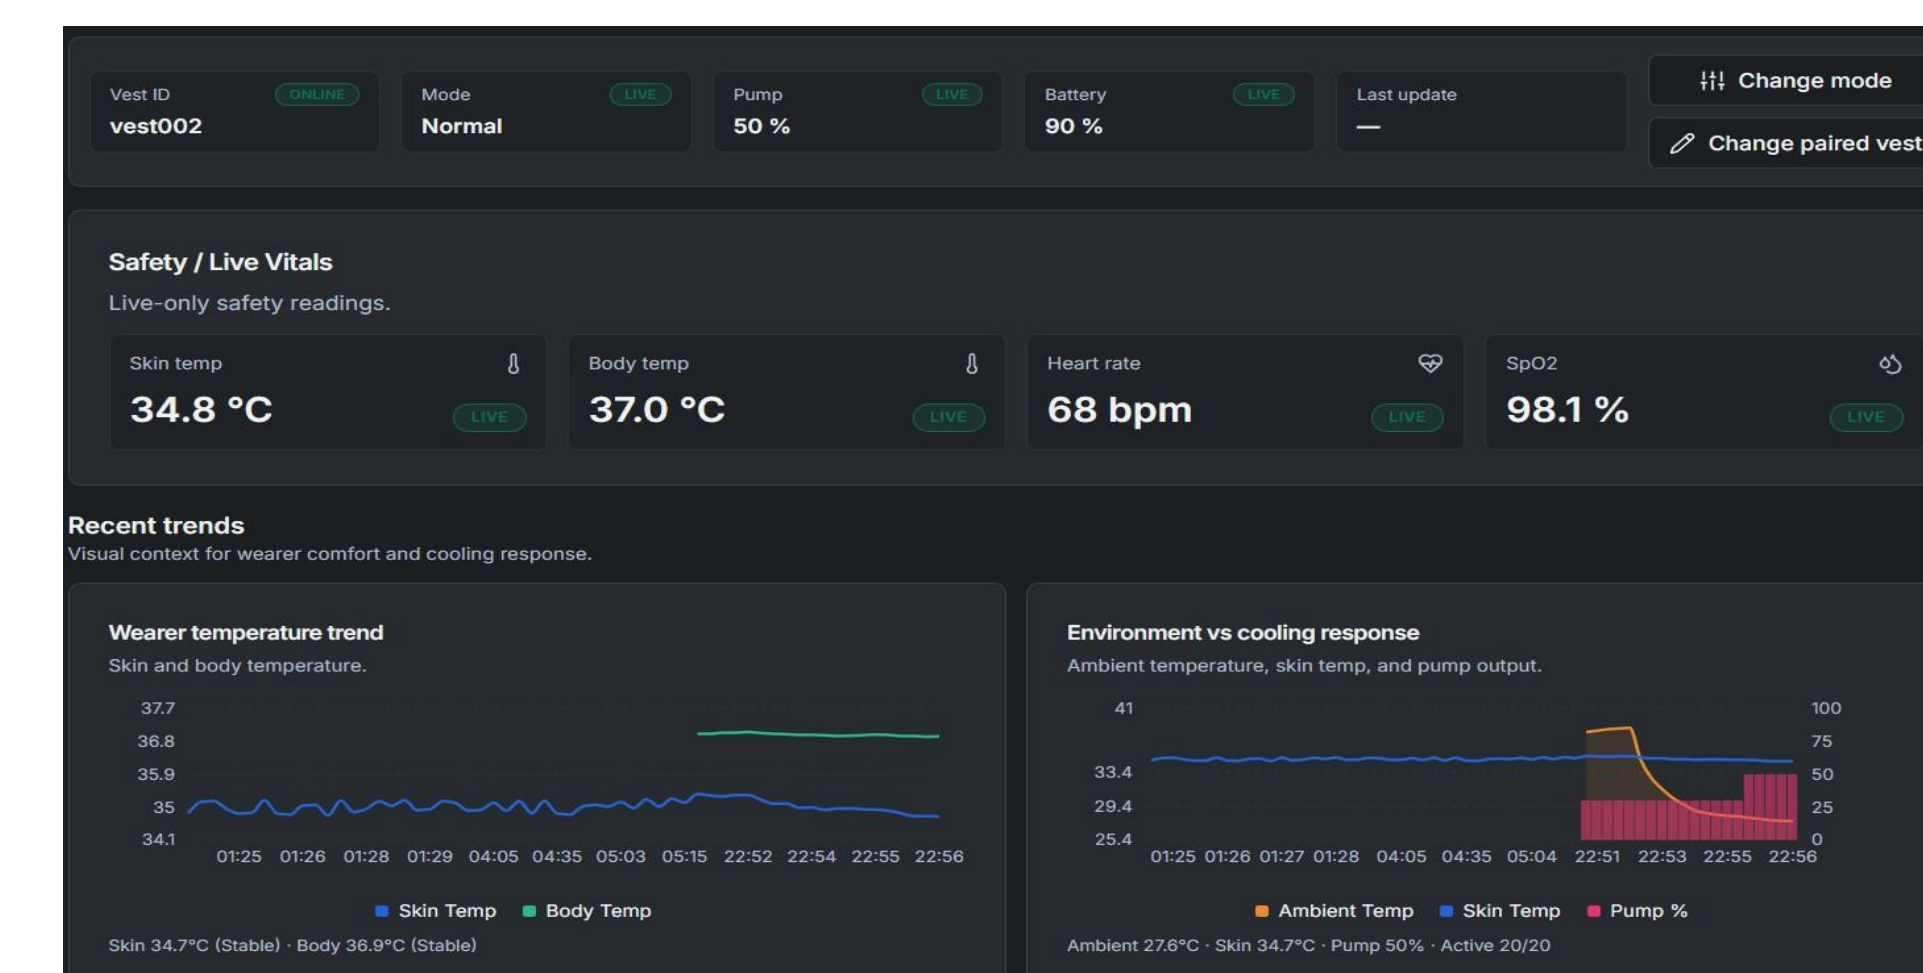 Vest ID ONLINE
vest002
Mode LIVE
Normal
Pump LIVE
50 %
Battery LIVE
90 %
Last update
—
Change mode
Change paired vest
Safety / Live Vitals
Live-only safety readings.
Skin temp
34.8 °C LIVE
Body temp
37.0 °C LIVE
Heart rate
68 bpm LIVE
SpO2
98.1 % LIVE
Recent trends
Visual context for wearer comfort and cooling response.
Wearer temperature trend
Skin and body temperature.
37.7
36.8
35.9
35
34.1
01:25 01:26 01:28 01:29 04:05 04:35 05:03 05:15 22:52 22:54 22:55 22:56
Skin Temp Body Temp
Skin 34.7°C (Stable) · Body 36.9°C (Stable)
Environment vs cooling response
Ambient temperature, skin temp, and pump output.
41 100
75
33.4 50
29.4 25
25.4 0
01:25 01:26 01:27 01:28 04:05 04:35 05:04 22:51 22:53 22:55 22:56
Ambient Temp Skin Temp Pump %
Ambient 27.6°C · Skin 34.7°C · Pump 50% · Active 20/20